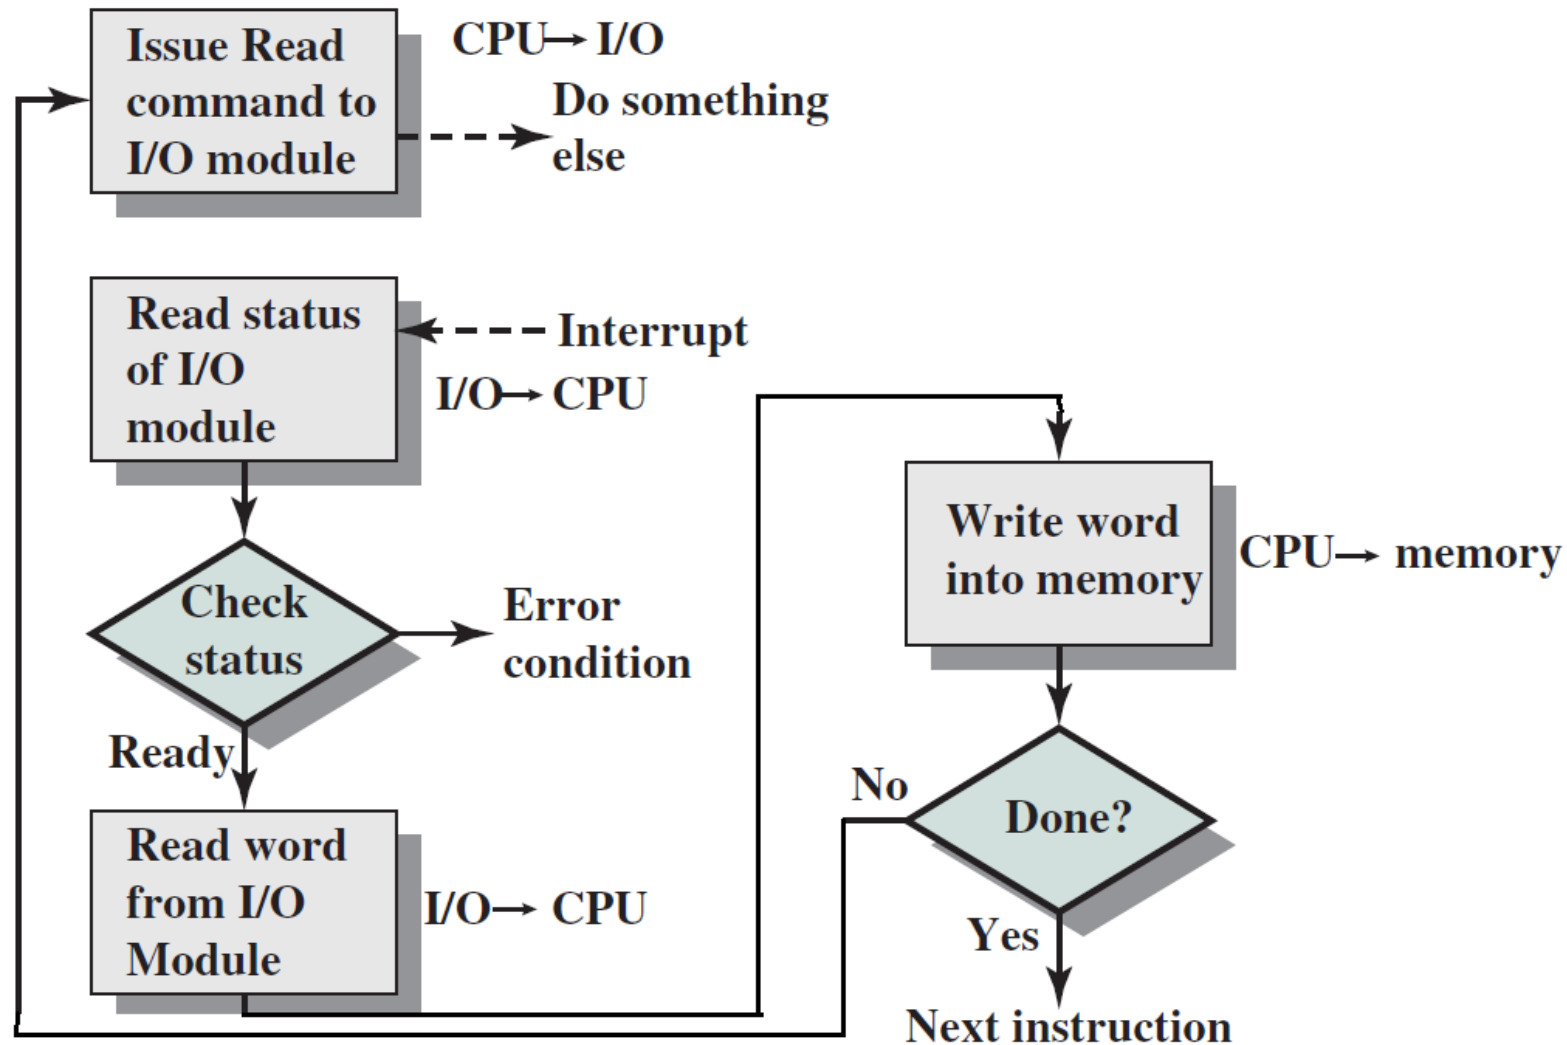 Issue Read
command to
I/O module
CPU→ I/O
Do something
else
Read status
of I/O
module
Interrupt
I/O→ CPU
Check
status
Error
condition
Ready
Read word
from I/O
Module
I/O→ CPU
Write word
into memory
CPU→ memory
Done?
No
Yes
Next instruction